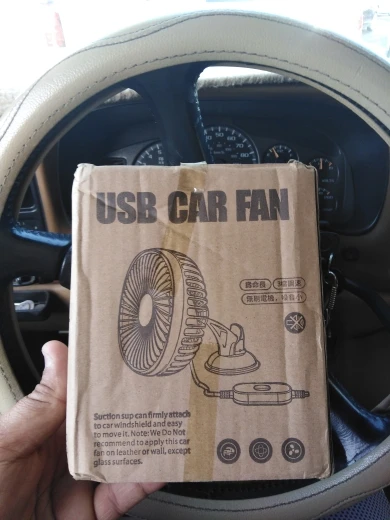 USB CAR FAN
Suction sup can firmly attach
to car windshield and easy
to move it. Note: We Do Not
recommend to apply this car
fan on leather or wall, except
glass surfaces.